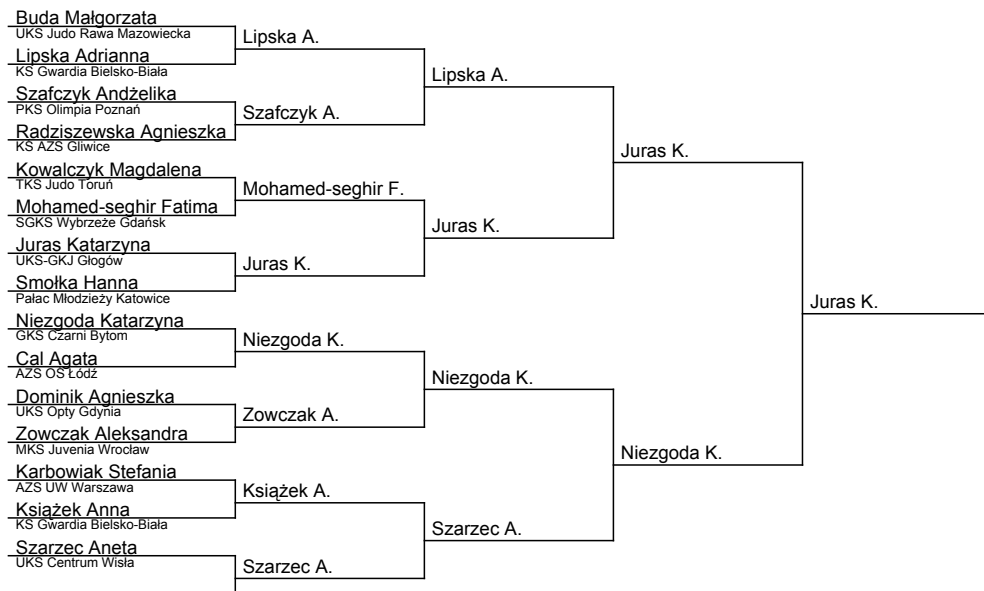 Buda Małgorzata
UKS Judo Rawa Mazowiecka
Lipska Adrianna
KS Gwardia Bielsko-Biała
Szafczyk Andżelika
PKS Olimpia Poznań
Radziszewska Agnieszka
KS AZS Gliwice
Kowalczyk Magdalena
TKS Judo Toruń
Mohamed-seghir Fatima
SGKS Wybrzeże Gdańsk
Juras Katarzyna
UKS-GKJ Głogów
Smołka Hanna
Pałac Młodzieży Katowice
Niezgoda Katarzyna
GKS Czarni Bytom
Cal Agata
AZS OŚ Łódź
Dominik Agnieszka
UKS Opty Gdynia
Zowczak Aleksandra
MKS Juvenia Wrocław
Karbowiak Stefania
AZS UW Warszawa
Książek Anna
KS Gwardia Bielsko-Biała
Szarzec Aneta
UKS Centrum Wisła
Lipska A.
Szafczyk A.
Mohamed-seghir F.
Juras K.
Niezgoda K.
Zowczak A.
Książek A.
Szarzec A.
Lipska A.
Juras K.
Niezgoda K.
Szarzec A.
Juras K.
Niezgoda K.
Juras K.